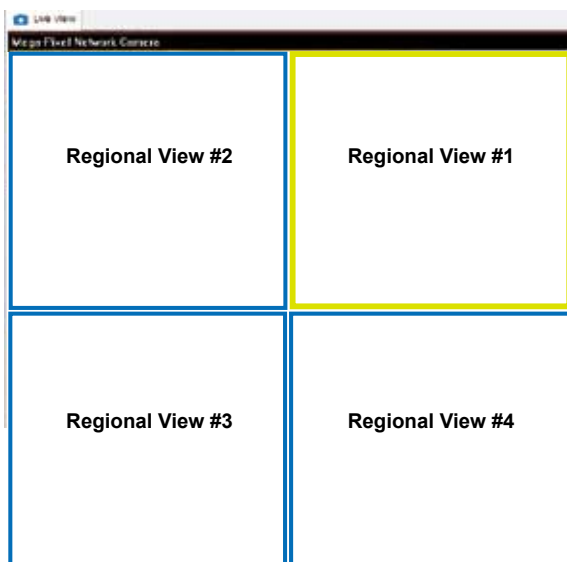 Live View
Mega Pixel Network Camera
Regional View #2
Regional View #1
Regional View #3
Regional View #4